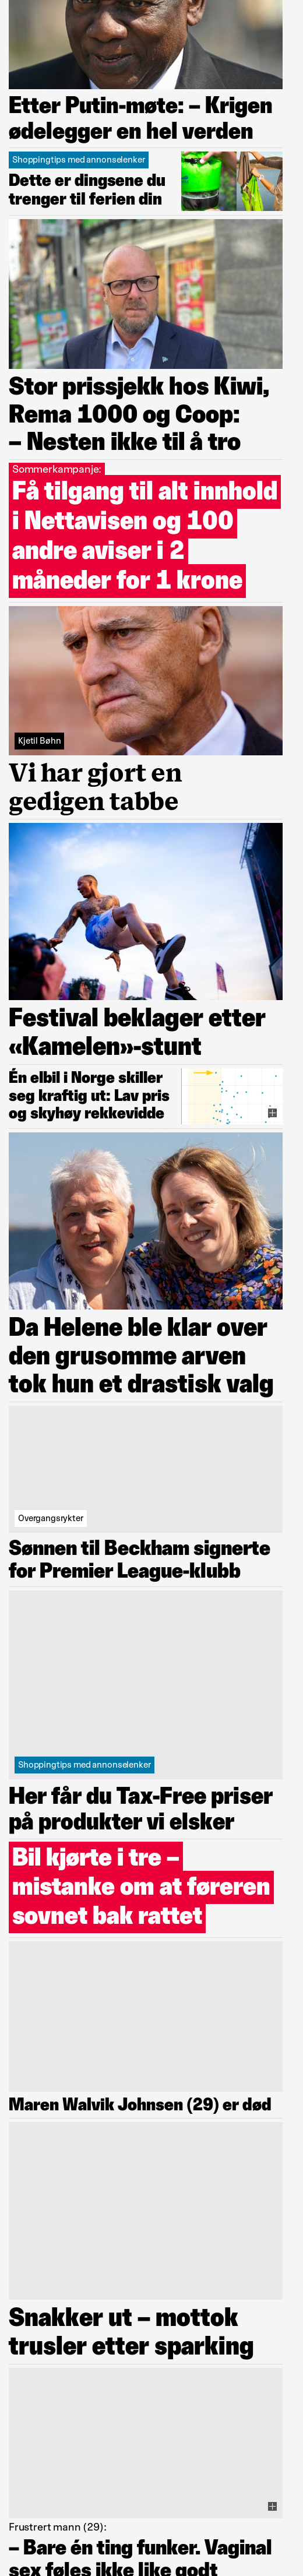 Etter Putin-møte: – Krigen
ødelegger en hel verden
Shoppingtips med annonselenker
Dette er dingsene du
trenger til ferien din
Stor prissjekk hos Kiwi,
Rema 1000 og Coop:
– Nesten ikke til å tro
Sommerkampanje:
Få tilgang til alt innhold
i Nettavisen og 100
andre aviser i 2
måneder for 1 krone
Kjetil Bøhn
Vi har gjort en
gedigen tabbe
Festival beklager etter
«Kamelen»-stunt
Én elbil i Norge skiller
seg kraftig ut: Lav pris
og skyhøy rekkevidde
Da Helene ble klar over
den grusomme arven
tok hun et drastisk valg
Overgangsrykter
Sønnen til Beckham signerte
for Premier League-klubb
Shoppingtips med annonselenker
Her får du Tax-Free priser
på produkter vi elsker
Bil kjørte i tre –
mistanke om at føreren
sovnet bak rattet
Maren Walvik Johnsen (29) er død
Snakker ut – mottok
trusler etter sparking
Frustrert mann (29):
– Bare én ting funker. Vaginal
sex føles ikke like godt